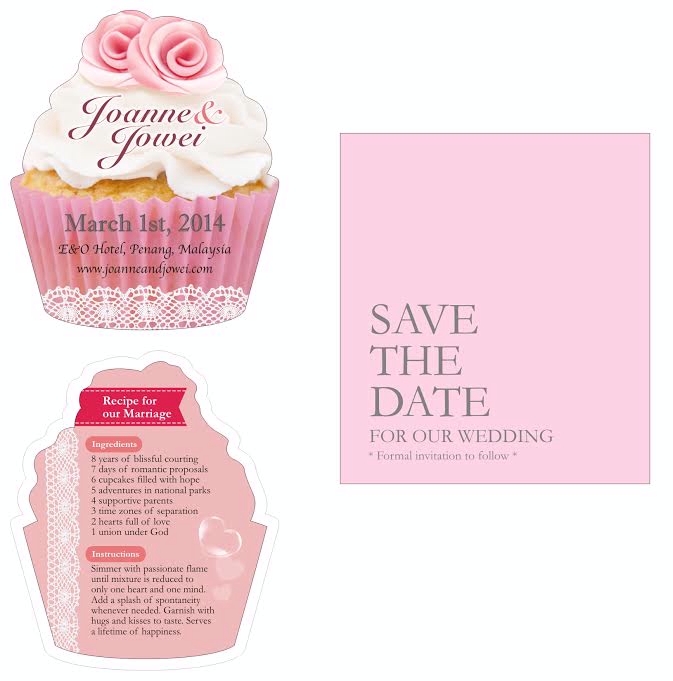 Joanne &
Jowei
March 1st, 2014
E&O Hotel, Penang, Malaysia
www.joanneandjowei.com
SAVE
THE
DATE
FOR OUR WEDDING
* Formal invitation to follow *
Recipe for
our Marriage
Ingredients
8 years of blissful courting
7 days of romantic proposals
6 cupcakes filled with hope
5 adventures in national parks
4 supportive parents
3 time zones of separation
2 hearts full of love
1 union under God
Instructions
Simmer with passionate flame
until mixture is reduced to
only one heart and one mind.
Add a splash of spontaneity
whenever needed. Garnish with
hugs and kisses to taste. Serves
a lifetime of happiness.